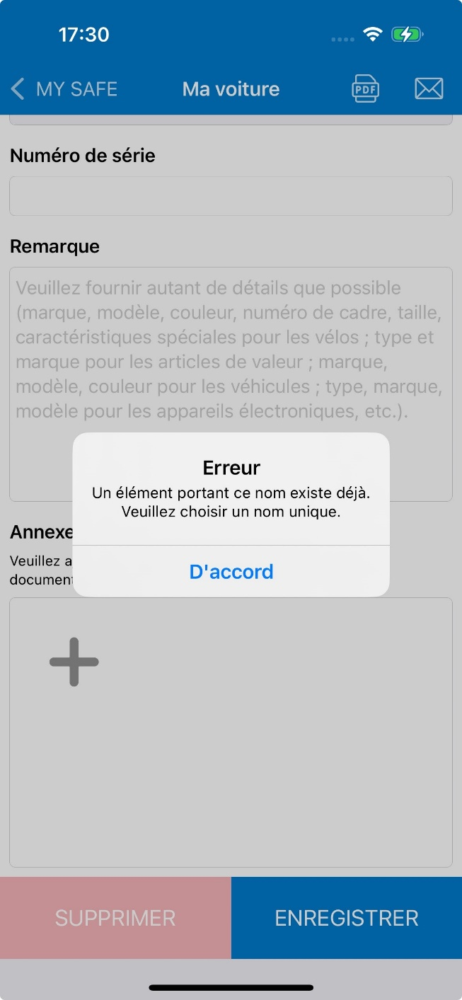 17:30
MY SAFE
Ma voiture
PDF
Numéro de série
Remarque
Veuillez fournir autant de détails que possible
(marque, modèle, couleur, numéro de cadre, taille,
caractéristiques spéciales pour les vélos ; type et
marque pour les articles de valeur ; marque,
modèle, couleur pour les véhicules ; type, marque,
modèle pour les appareils électroniques, etc.).
Erreur
Un élément portant ce nom existe déjà.
Veuillez choisir un nom unique.
D'accord
Annexe
Veuillez a
document
SUPPRIMER
ENREGISTRER